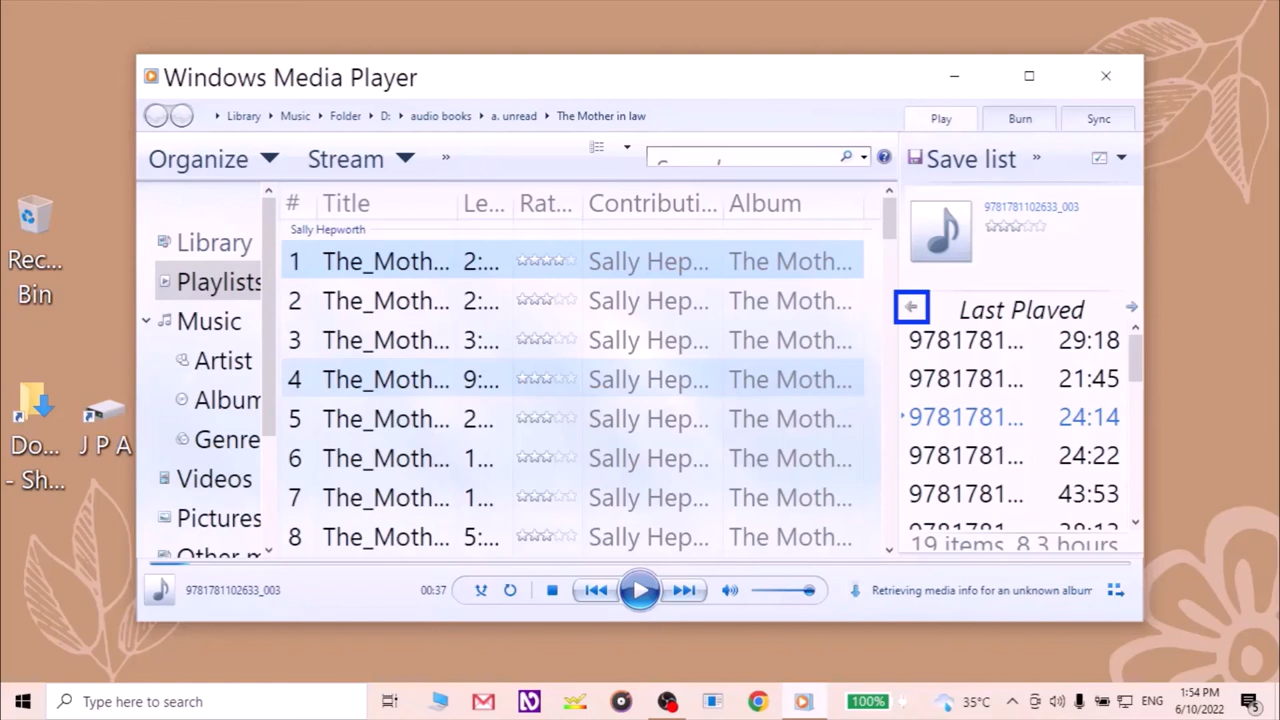 Windows Media Player
Library Music Folder D: audio books a. unread The Mother in law
Play Burn Sync
Organize Stream » Save list »
# Title Le... Rat... Contributi... Album
9781781102633_003
Sally Hepworth
Library
Playlists
Music
Artist
Album
Genre
Videos
Pictures
1 The_Moth... 2:... Sally Hep... The Moth...
2 The_Moth... 2:... Sally Hep... The Moth...
3 The_Moth... 3:... Sally Hep... The Moth...
4 The_Moth... 9:... Sally Hep... The Moth...
5 The_Moth... 2... Sally Hep... The Moth...
6 The_Moth... 1... Sally Hep... The Moth...
7 The_Moth... 1... Sally Hep... The Moth...
8 The_Moth... 5:... Sally Hep... The Moth...
Last Played
9781781... 29:18
9781781... 21:45
9781781... 24:14
9781781... 24:22
9781781... 43:53
19 items, 8.3 hours
9781781102633_003 00:37 Retrieving media info for an unknown album
Rec...
Bin
Do...
- Sh...
J P A
Type here to search
100% 35°C ENG
1:54 PM
6/10/2022
5